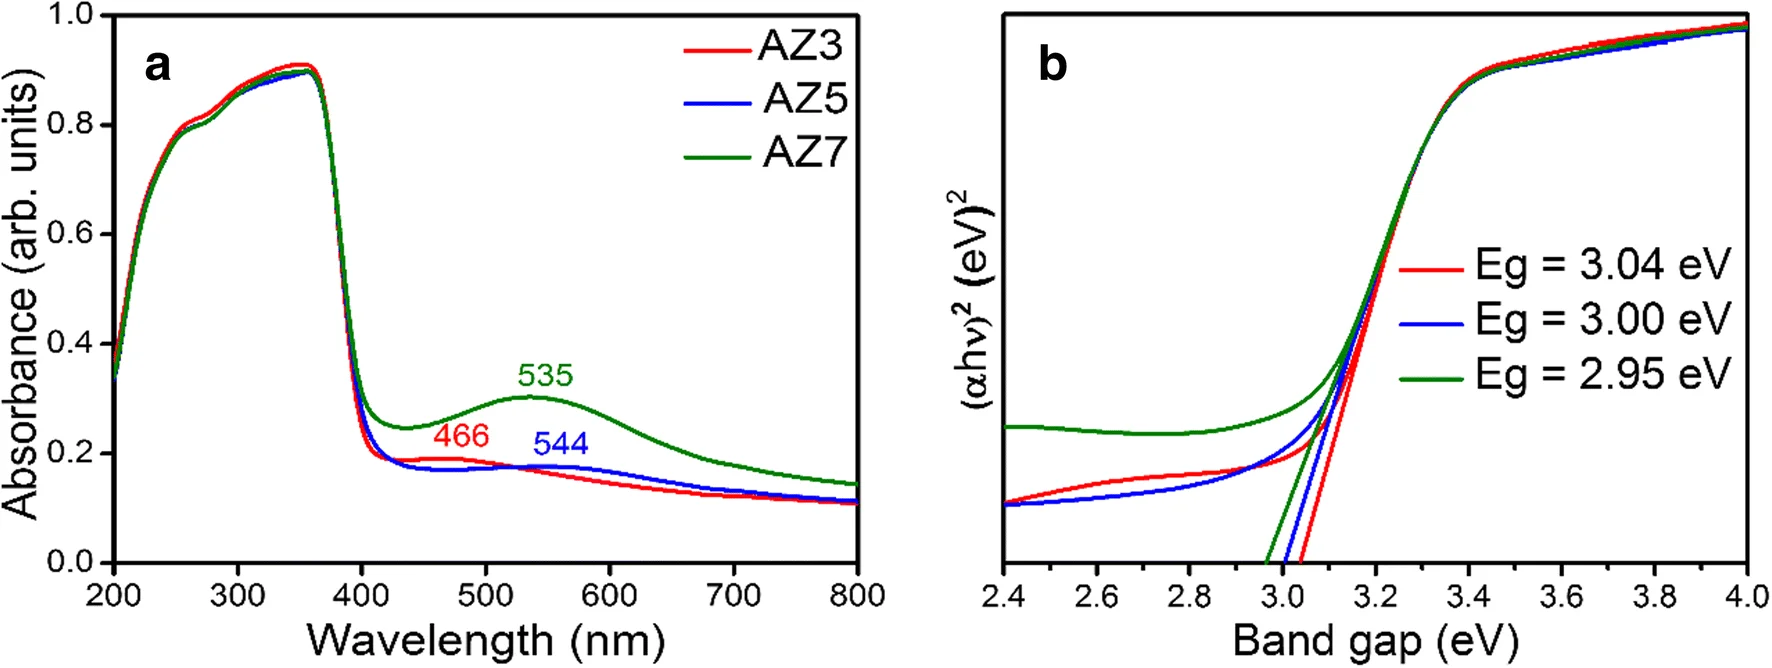 a
AZ3
AZ5
AZ7
535
466
544
1.0
0.8
0.6
0.4
0.2
0.0
200 300 400 500 600 700 800
Wavelength (nm)
Absorbance (arb. units)
b
Eg = 3.04 eV
Eg = 3.00 eV
Eg = 2.95 eV
2.4 2.6 2.8 3.0 3.2 3.4 3.6 3.8 4.0
Band gap (eV)
(αhν)² (eV)²